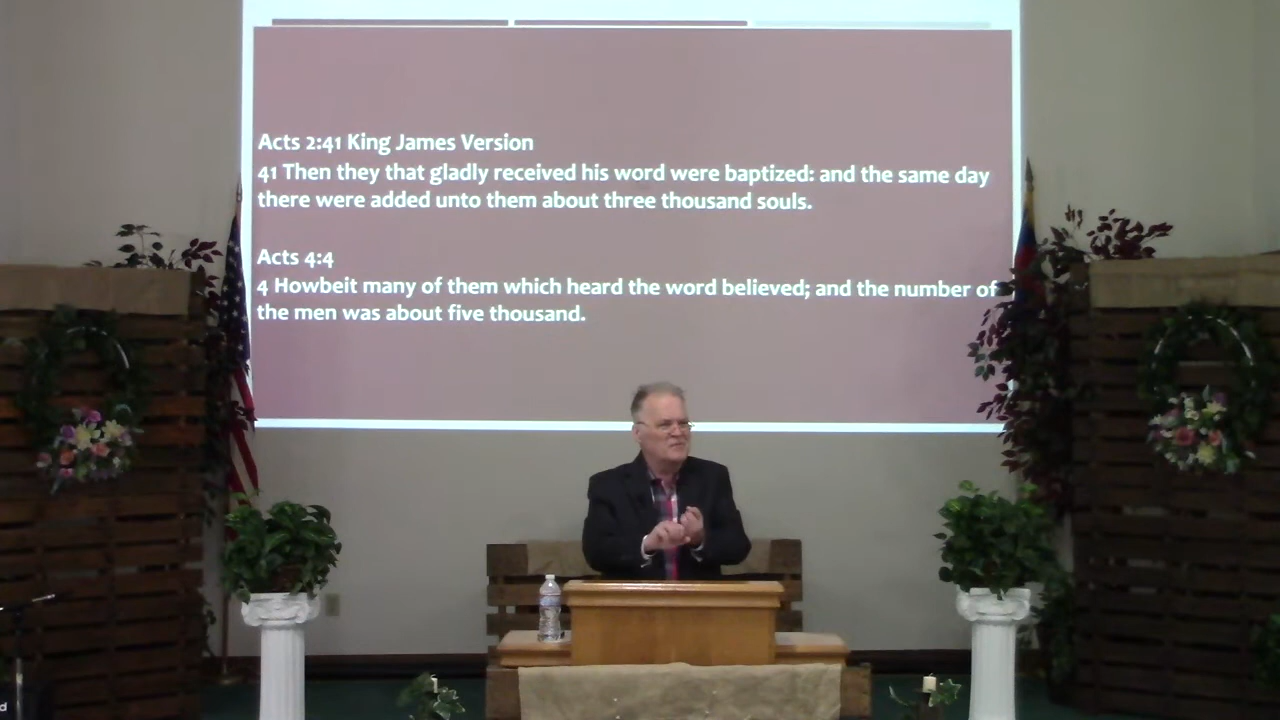 Acts 2:41 King James Version
41 Then they that gladly received his word were baptized: and the same day
there were added unto them about three thousand souls.
Acts 4:4
4 Howbeit many of them which heard the word believed; and the number of
the men was about five thousand.